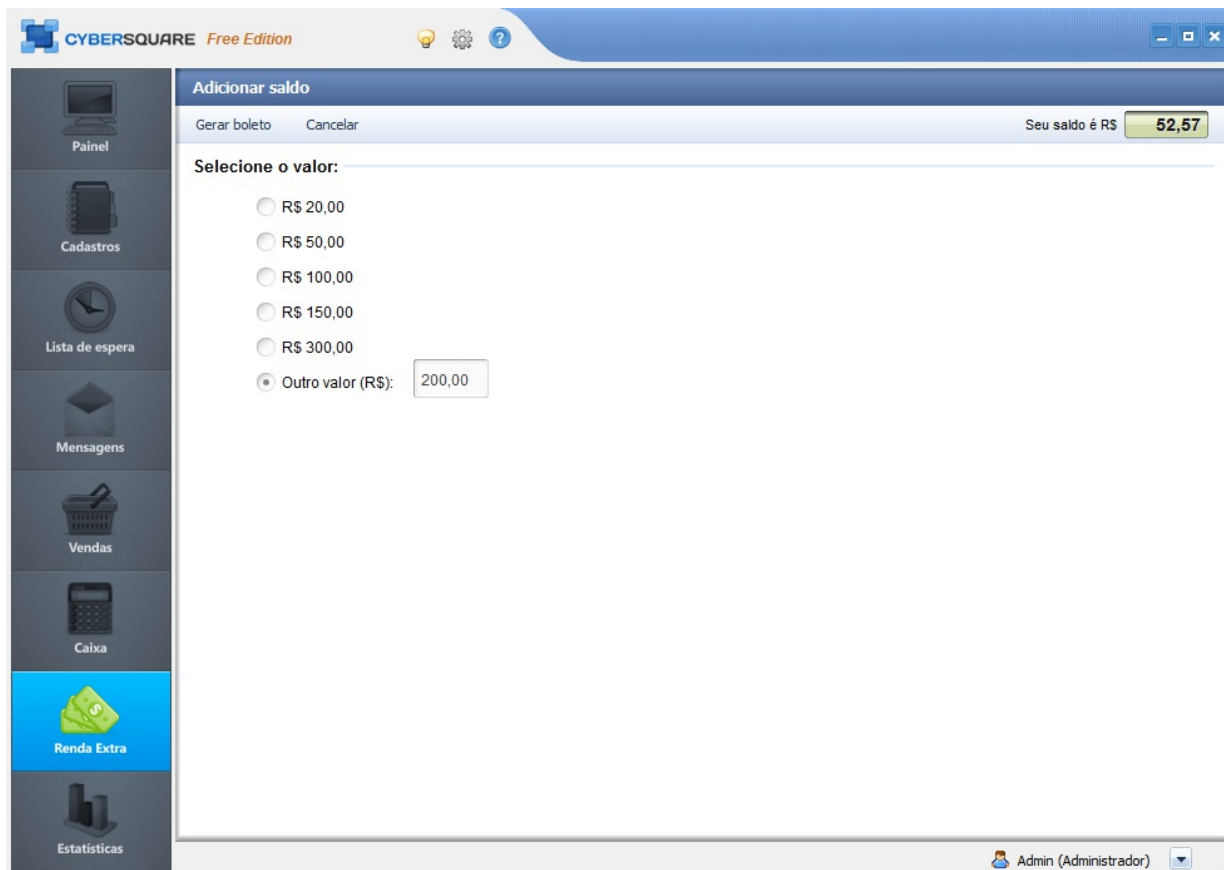 CYBERSQUARE Free Edition
Adicionar saldo
Gerar boleto Cancelar Seu saldo é R$ 52,57
Selecione o valor:
R$ 20,00
R$ 50,00
R$ 100,00
R$ 150,00
R$ 300,00
Outro valor (R$): 200,00
Painel
Cadastros
Lista de espera
Mensagens
Vendas
Caixa
Renda Extra
Estatísticas
Admin (Administrador)